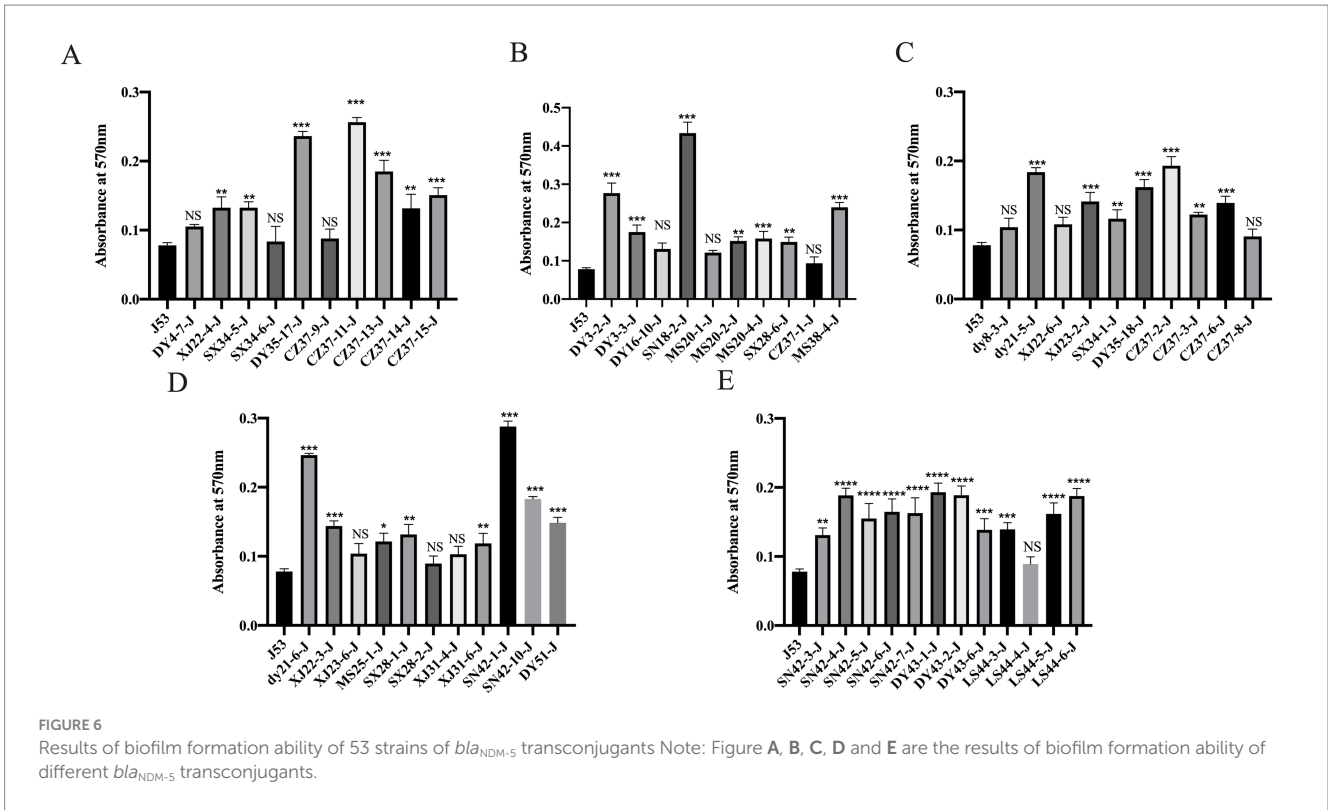 A
Absorbance at 570nm
0.3
0.2
0.1
0.0
NS
**
**
NS
***
NS
***
***
**
***
J53
DY4-7-J
XJ22-4-J
SX34-5-J
SX34-6-J
DY35-17-J
CZ37-9-J
CZ37-11-J
CZ37-13-J
CZ37-14-J
CZ37-15-J
B
Absorbance at 570nm
0.5
0.4
0.3
0.2
0.1
0.0
***
***
NS
***
NS
**
***
**
NS
***
J53
DY3-2-J
DY3-3-J
DY16-10-J
SN18-2-J
MS20-1-J
MS20-2-J
MS20-4-J
SX28-6-J
CZ37-1-J
MS38-4-J
C
Absorbance at 570nm
0.3
0.2
0.1
0.0
NS
***
NS
***
**
***
***
**
***
NS
J53
dy8-3-J
dy21-5-J
XJ22-6-J
XJ23-2-J
SX34-1-J
DY35-18-J
CZ37-2-J
CZ37-3-J
CZ37-6-J
CZ37-8-J
D
Absorbance at 570nm
0.3
0.2
0.1
0.0
***
***
NS
*
**
NS
NS
**
***
***
***
J53
dy21-6-J
XJ22-3-J
XJ23-6-J
MS25-1-J
SX28-1-J
SX28-2-J
XJ31-4-J
XJ31-6-J
SN42-1-J
SN42-10-J
DY51-J
E
Absorbance at 570nm
0.3
0.2
0.1
0.0
**
****
****
****
****
****
****
***
***
NS
****
****
J53
SN42-3-J
SN42-4-J
SN42-5-J
SN42-6-J
SN42-7-J
DY43-1-J
DY43-2-J
DY43-6-J
LS44-3-J
LS44-4-J
LS44-5-J
LS44-6-J
FIGURE 6
Results of biofilm formation ability of 53 strains of blaNDM-5 transconjugants Note: Figure A, B, C, D and E are the results of biofilm formation ability of
different blaNDM-5 transconjugants.